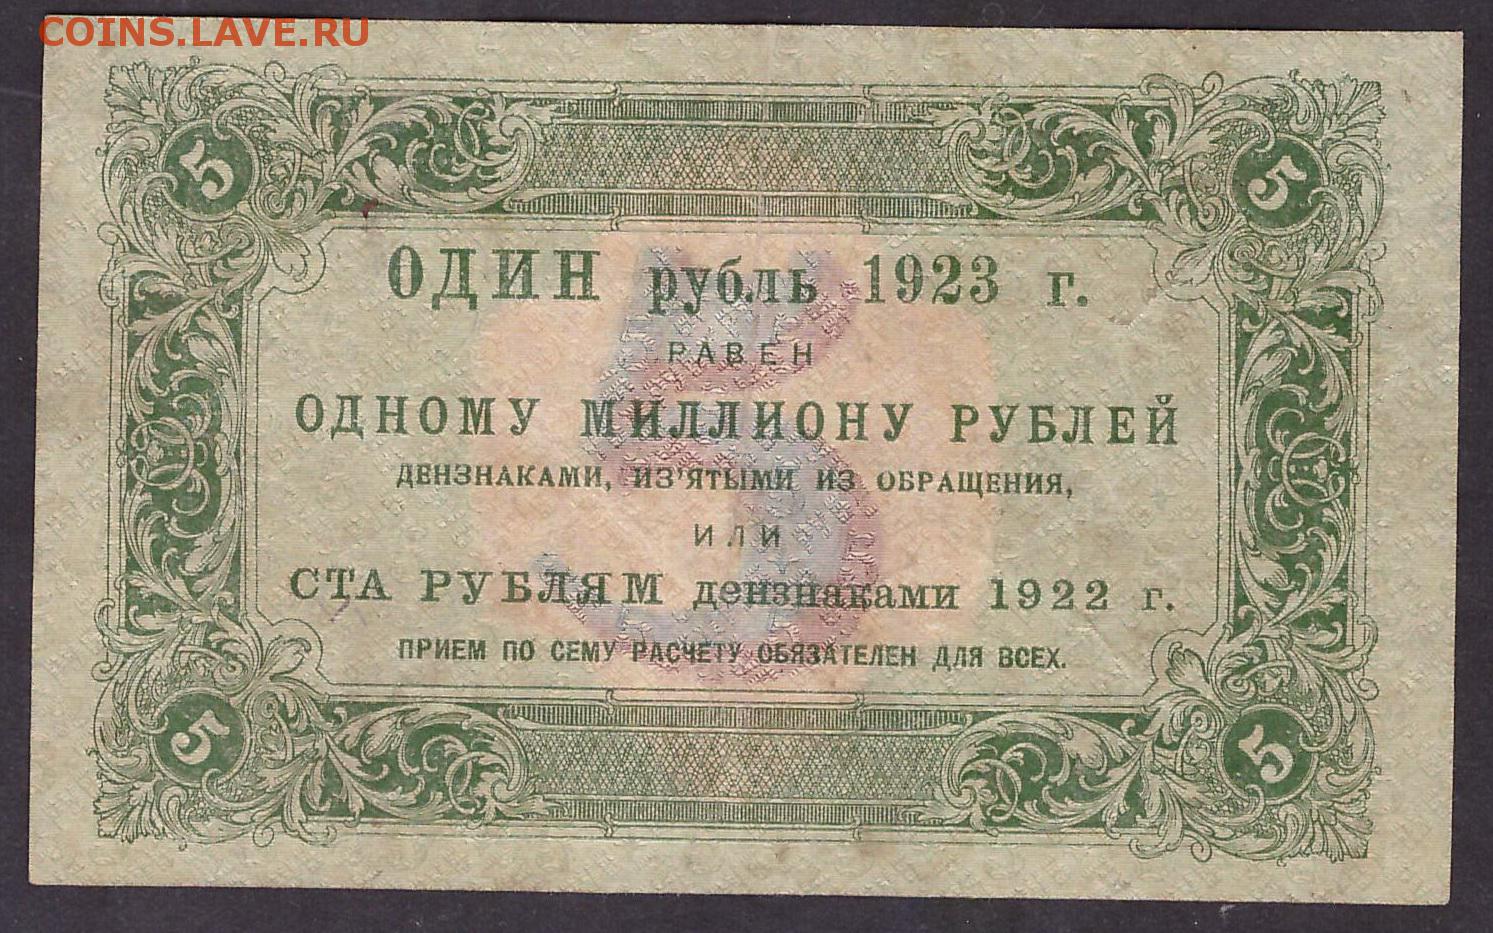 COINS.LAVE.RU
5 5
ОДИН рубль 1923 г.
РАВЕН
ОДНОМУ МИЛЛИОНУ РУБЛЕЙ
ДЕНЗНАКАМИ, ИЗ'ЯТЫМИ ИЗ ОБРАЩЕНИЯ,
ИЛИ
СТА РУБЛЯМ дензнаками 1922 г.
ПРИЕМ ПО СЕМУ РАСЧЕТУ ОБЯЗАТЕЛЕН ДЛЯ ВСЕХ.
5
5 5